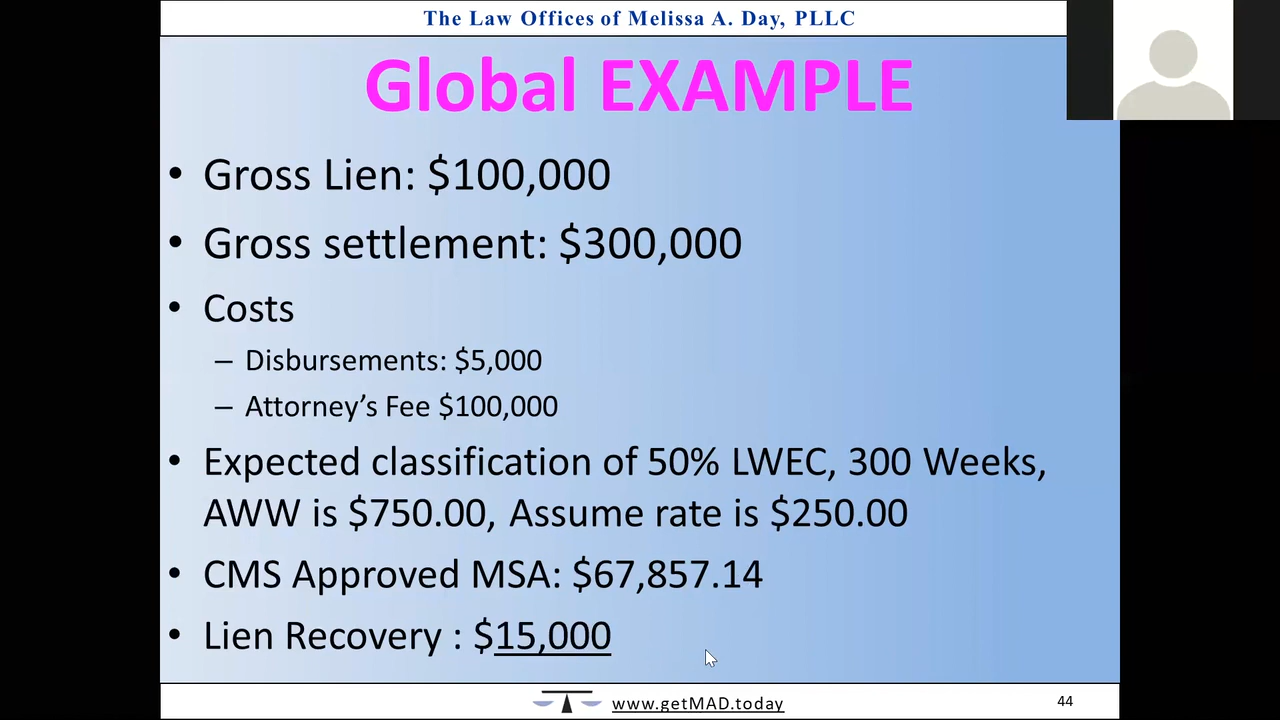 The Law Offices of Melissa A. Day, PLLC
Global EXAMPLE
• Gross Lien: $100,000
• Gross settlement: $300,000
• Costs
– Disbursements: $5,000
– Attorney’s Fee $100,000
• Expected classification of 50% LWEC, 300 Weeks,
AWW is $750.00, Assume rate is $250.00
• CMS Approved MSA: $67,857.14
• Lien Recovery : $15,000
www.getMAD.today
44